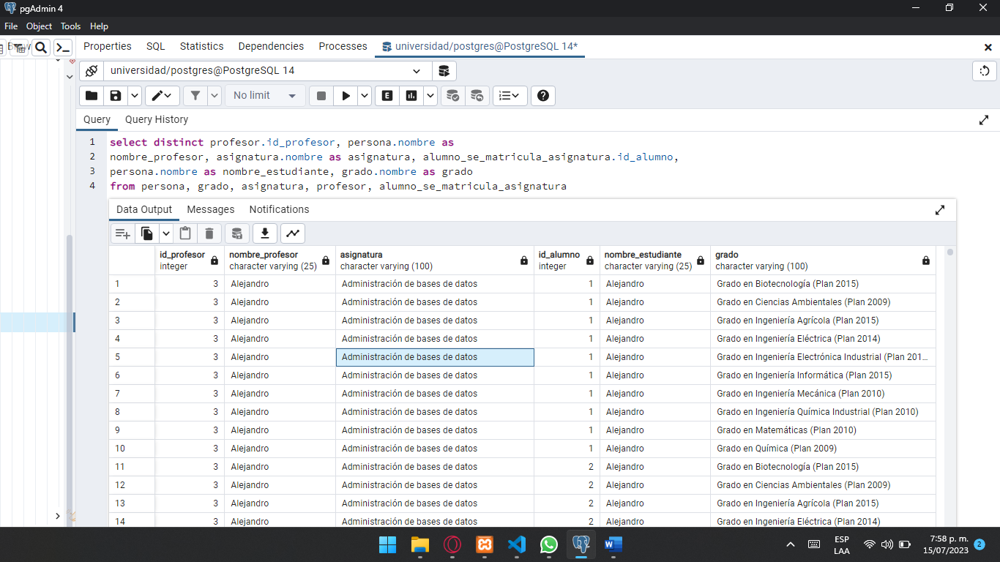 pgAdmin 4
File Object Tools Help
Properties SQL Statistics Dependencies Processes universidad/postgres@PostgreSQL 14*
universidad/postgres@PostgreSQL 14
No limit
E
Query Query History
1 select distinct profesor.id_profesor, persona.nombre as
2 nombre_profesor, asignatura.nombre as asignatura, alumno_se_matricula_asignatura.id_alumno,
3 persona.nombre as nombre_estudiante, grado.nombre as grado
4 from persona, grado, asignatura, profesor, alumno_se_matricula_asignatura
Data Output Messages Notifications
id_profesor nombre_profesor asignatura id_alumno nombre_estudiante grado
integer character varying (25) character varying (100) integer character varying (25) character varying (100)
1 3 Alejandro Administración de bases de datos 1 Alejandro Grado en Biotecnología (Plan 2015)
2 3 Alejandro Administración de bases de datos 1 Alejandro Grado en Ciencias Ambientales (Plan 2009)
3 3 Alejandro Administración de bases de datos 1 Alejandro Grado en Ingeniería Agrícola (Plan 2015)
4 3 Alejandro Administración de bases de datos 1 Alejandro Grado en Ingeniería Eléctrica (Plan 2014)
5 3 Alejandro Administración de bases de datos 1 Alejandro Grado en Ingeniería Electrónica Industrial (Plan 201...
6 3 Alejandro Administración de bases de datos 1 Alejandro Grado en Ingeniería Informática (Plan 2015)
7 3 Alejandro Administración de bases de datos 1 Alejandro Grado en Ingeniería Mecánica (Plan 2010)
8 3 Alejandro Administración de bases de datos 1 Alejandro Grado en Ingeniería Química Industrial (Plan 2010)
9 3 Alejandro Administración de bases de datos 1 Alejandro Grado en Matemáticas (Plan 2010)
10 3 Alejandro Administración de bases de datos 1 Alejandro Grado en Química (Plan 2009)
11 3 Alejandro Administración de bases de datos 2 Alejandro Grado en Biotecnología (Plan 2015)
12 3 Alejandro Administración de bases de datos 2 Alejandro Grado en Ciencias Ambientales (Plan 2009)
13 3 Alejandro Administración de bases de datos 2 Alejandro Grado en Ingeniería Agrícola (Plan 2015)
14 3 Alejandro Administración de bases de datos 2 Alejandro Grado en Ingeniería Eléctrica (Plan 2014)
ESP 7:58 p. m.
LAA 15/07/2023 2